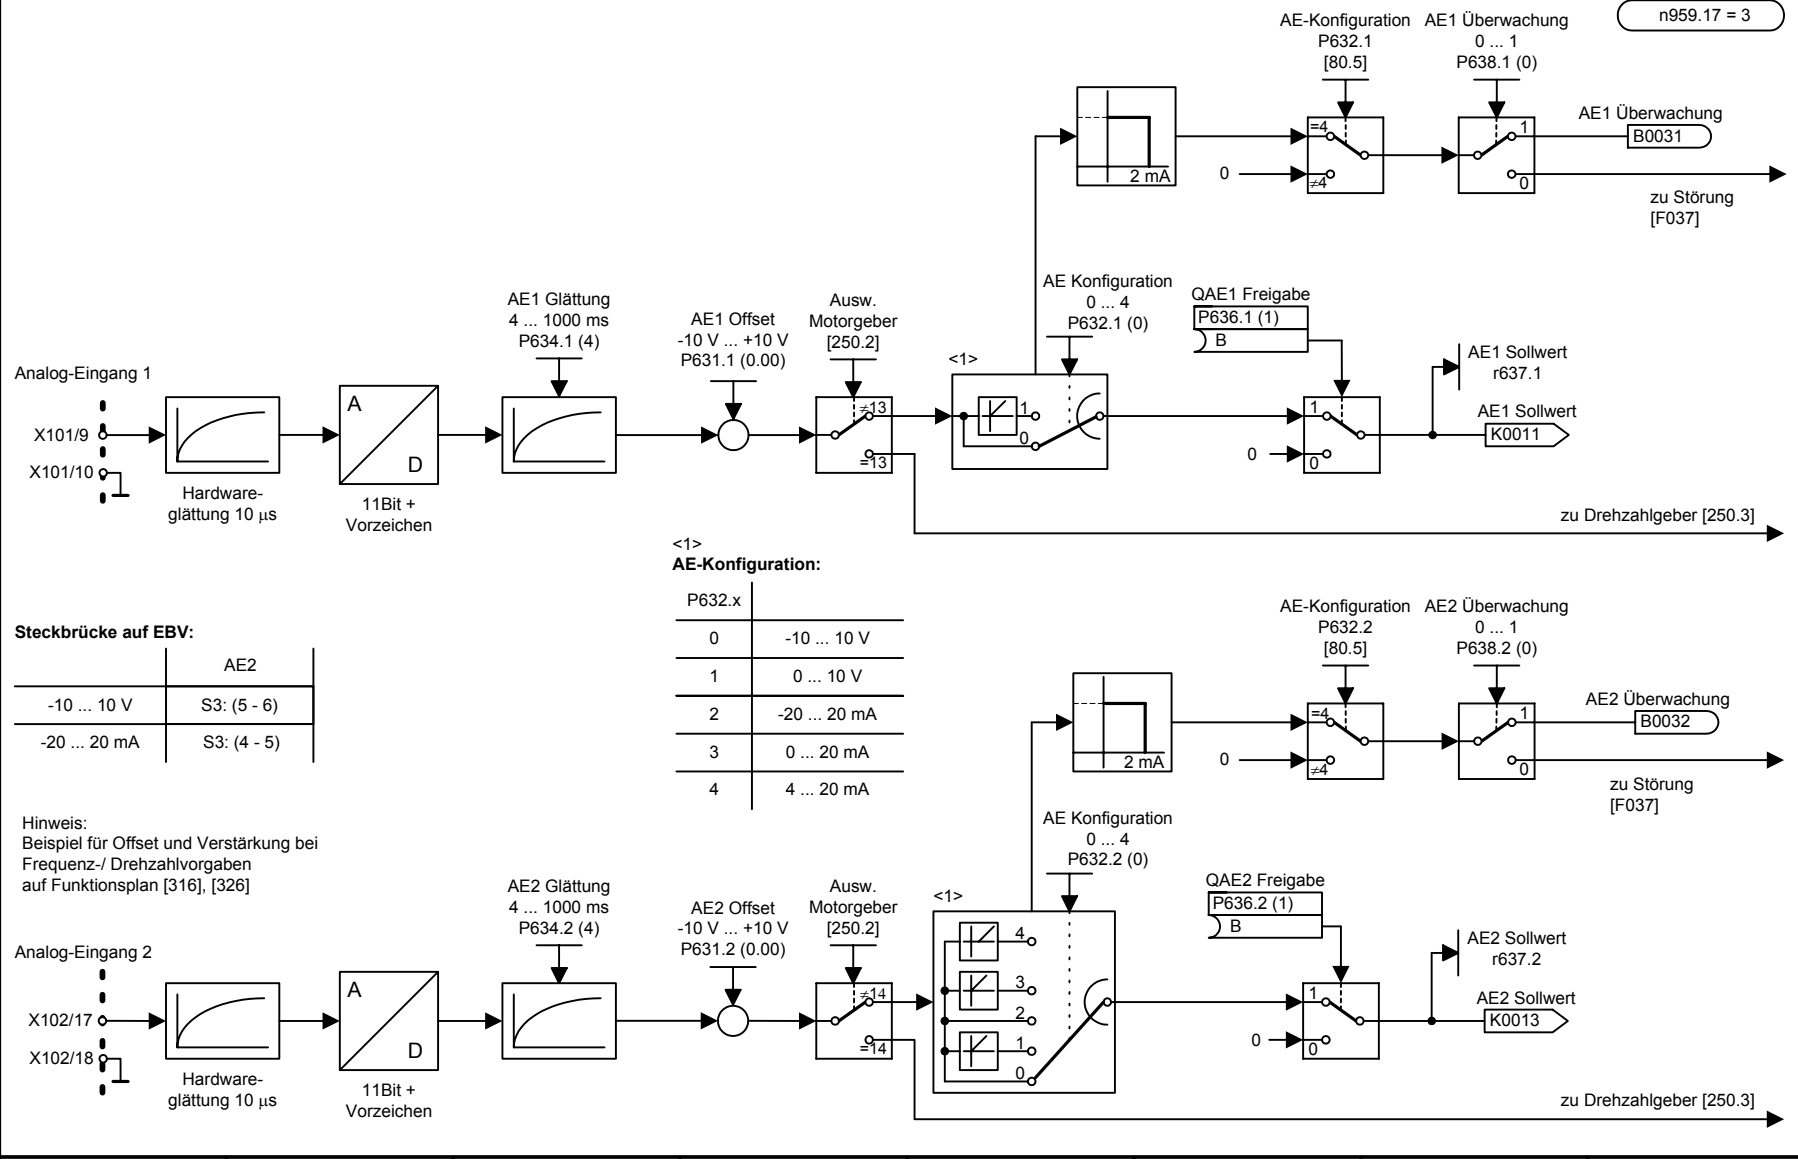 n959.17 = 3
AE-Konfiguration
P632.1
[80.5]
AE1 Überwachung
0 ... 1
P638.1 (0)
2 mA
=4
0
≠4
1
0
AE1 Überwachung
B0031
zu Störung
[F037]
AE1 Glättung
4 ... 1000 ms
P634.1 (4)
AE1 Offset
-10 V ... +10 V
P631.1 (0.00)
Ausw.
Motorgeber
[250.2]
AE Konfiguration
0 ... 4
P632.1 (0)
QAE1 Freigabe
P636.1 (1)
B
<1>
Analog-Eingang 1
X101/9
X101/10
Hardware-
glättung 10 µs
A
D
11Bit +
Vorzeichen
≠13
=13
1
0
1
0
0
AE1 Sollwert
r637.1
AE1 Sollwert
K0011
zu Drehzahlgeber [250.3]
<1>
AE-Konfiguration:
P632.x
0 -10 ... 10 V
1 0 ... 10 V
2 -20 ... 20 mA
3 0 ... 20 mA
4 4 ... 20 mA
Steckbrücke auf EBV:
AE2
-10 ... 10 V S3: (5 - 6)
-20 ... 20 mA S3: (4 - 5)
Hinweis:
Beispiel für Offset und Verstärkung bei
Frequenz-/ Drehzahlvorgaben
auf Funktionsplan [316], [326]
AE-Konfiguration
P632.2
[80.5]
AE2 Überwachung
0 ... 1
P638.2 (0)
2 mA
=4
0
≠4
1
0
AE2 Überwachung
B0032
zu Störung
[F037]
AE2 Glättung
4 ... 1000 ms
P634.2 (4)
AE2 Offset
-10 V ... +10 V
P631.2 (0.00)
Ausw.
Motorgeber
[250.2]
AE Konfiguration
0 ... 4
P632.2 (0)
QAE2 Freigabe
P636.2 (1)
B
<1>
Analog-Eingang 2
X102/17
X102/18
Hardware-
glättung 10 µs
A
D
11Bit +
Vorzeichen
≠14
=14
4
3
2
1
0
1
0
0
AE2 Sollwert
r637.2
AE2 Sollwert
K0013
zu Drehzahlgeber [250.3]